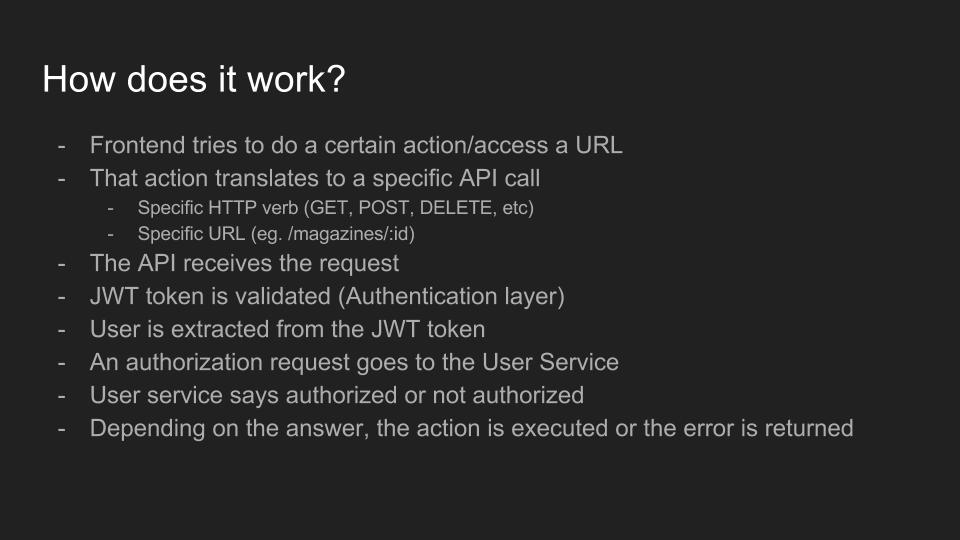 How does it work?
- Frontend tries to do a certain action/access a URL
- That action translates to a specific API call
- Specific HTTP verb (GET, POST, DELETE, etc)
- Specific URL (eg. /magazines/:id)
- The API receives the request
- JWT token is validated (Authentication layer)
- User is extracted from the JWT token
- An authorization request goes to the User Service
- User service says authorized or not authorized
- Depending on the answer, the action is executed or the error is returned